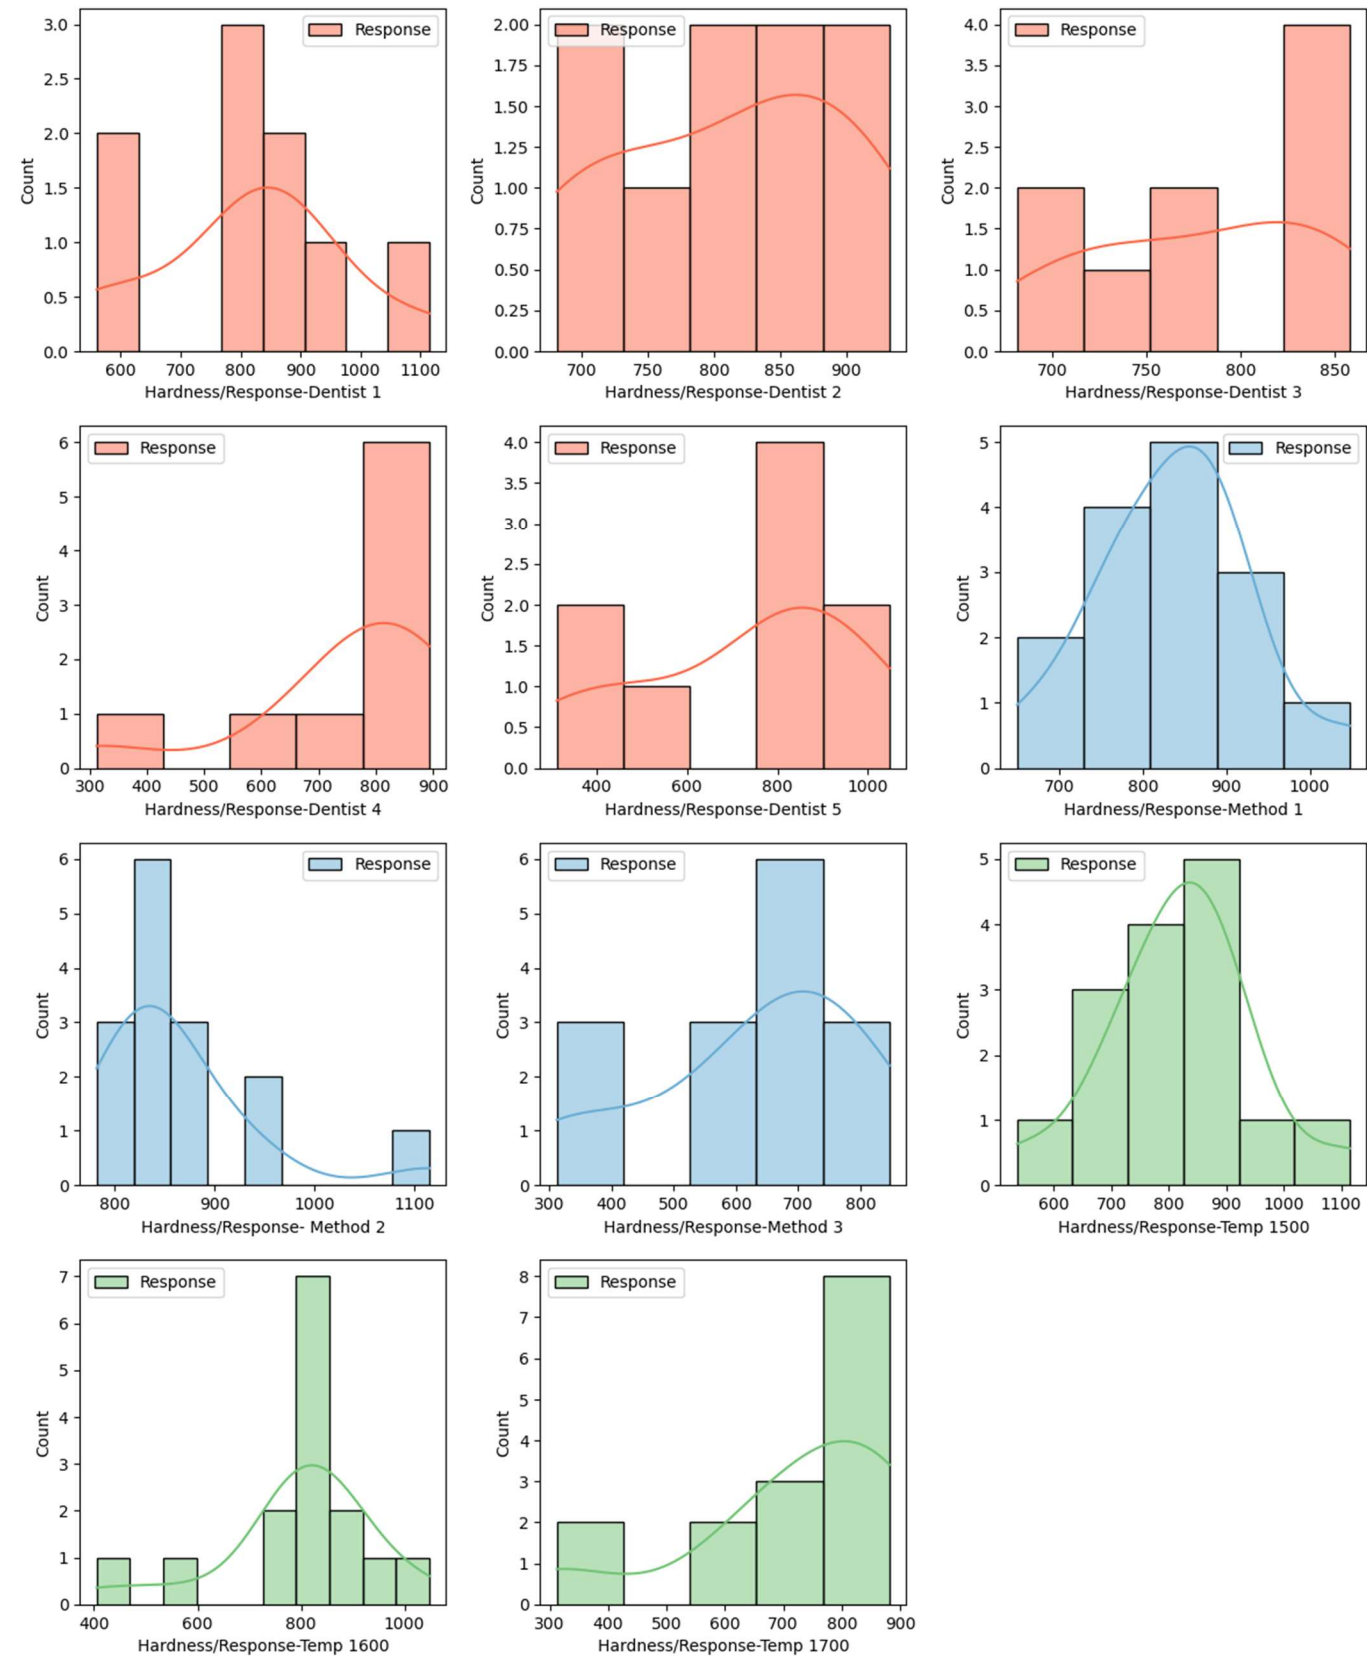 Response
3.0
2.5
2.0
1.5
1.0
0.5
0.0
Count
600 700 800 900 1000 1100
Hardness/Response-Dentist 1
Response
2.00
1.75
1.50
1.25
1.00
0.75
0.50
0.25
0.00
Count
700 750 800 850 900
Hardness/Response-Dentist 2
Response
4.0
3.5
3.0
2.5
2.0
1.5
1.0
0.5
0.0
Count
700 750 800 850
Hardness/Response-Dentist 3
Response
6
5
4
3
2
1
0
Count
300 400 500 600 700 800 900
Hardness/Response-Dentist 4
Response
4.0
3.5
3.0
2.5
2.0
1.5
1.0
0.5
0.0
Count
400 600 800 1000
Hardness/Response-Dentist 5
Response
5
4
3
2
1
0
Count
700 800 900 1000
Hardness/Response-Method 1
Response
6
5
4
3
2
1
0
Count
800 900 1000 1100
Hardness/Response- Method 2
Response
6
5
4
3
2
1
0
Count
300 400 500 600 700 800
Hardness/Response-Method 3
Response
5
4
3
2
1
0
Count
600 700 800 900 1000 1100
Hardness/Response-Temp 1500
Response
7
6
5
4
3
2
1
0
Count
400 600 800 1000
Hardness/Response-Temp 1600
Response
8
7
6
5
4
3
2
1
0
Count
300 400 500 600 700 800 900
Hardness/Response-Temp 1700